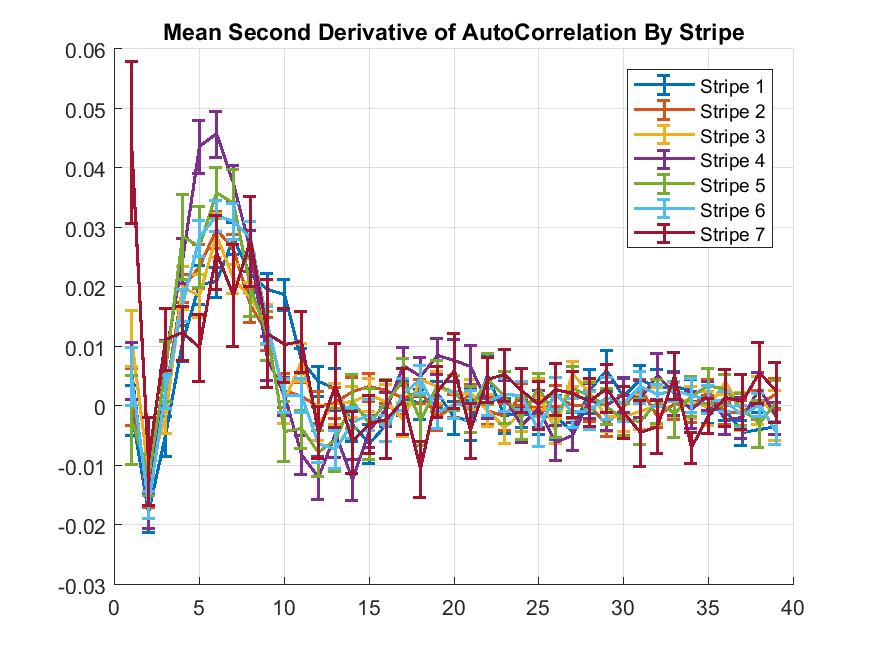 Mean Second Derivative of AutoCorrelation By Stripe
0.06
0.05
0.04
0.03
0.02
0.01
0
-0.01
-0.02
-0.03
0 5 10 15 20 25 30 35 40
Stripe 1
Stripe 2
Stripe 3
Stripe 4
Stripe 5
Stripe 6
Stripe 7